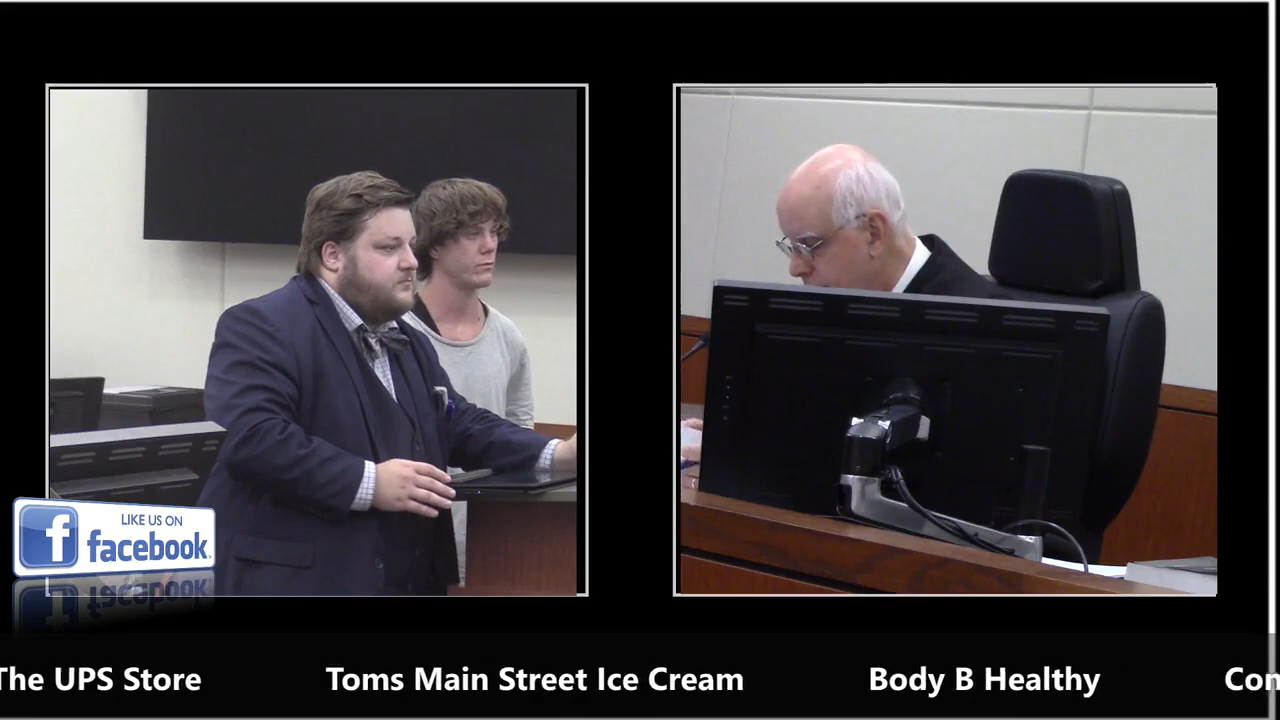 LIKE US ON
f facebook
The UPS Store Toms Main Street Ice Cream Body B Healthy